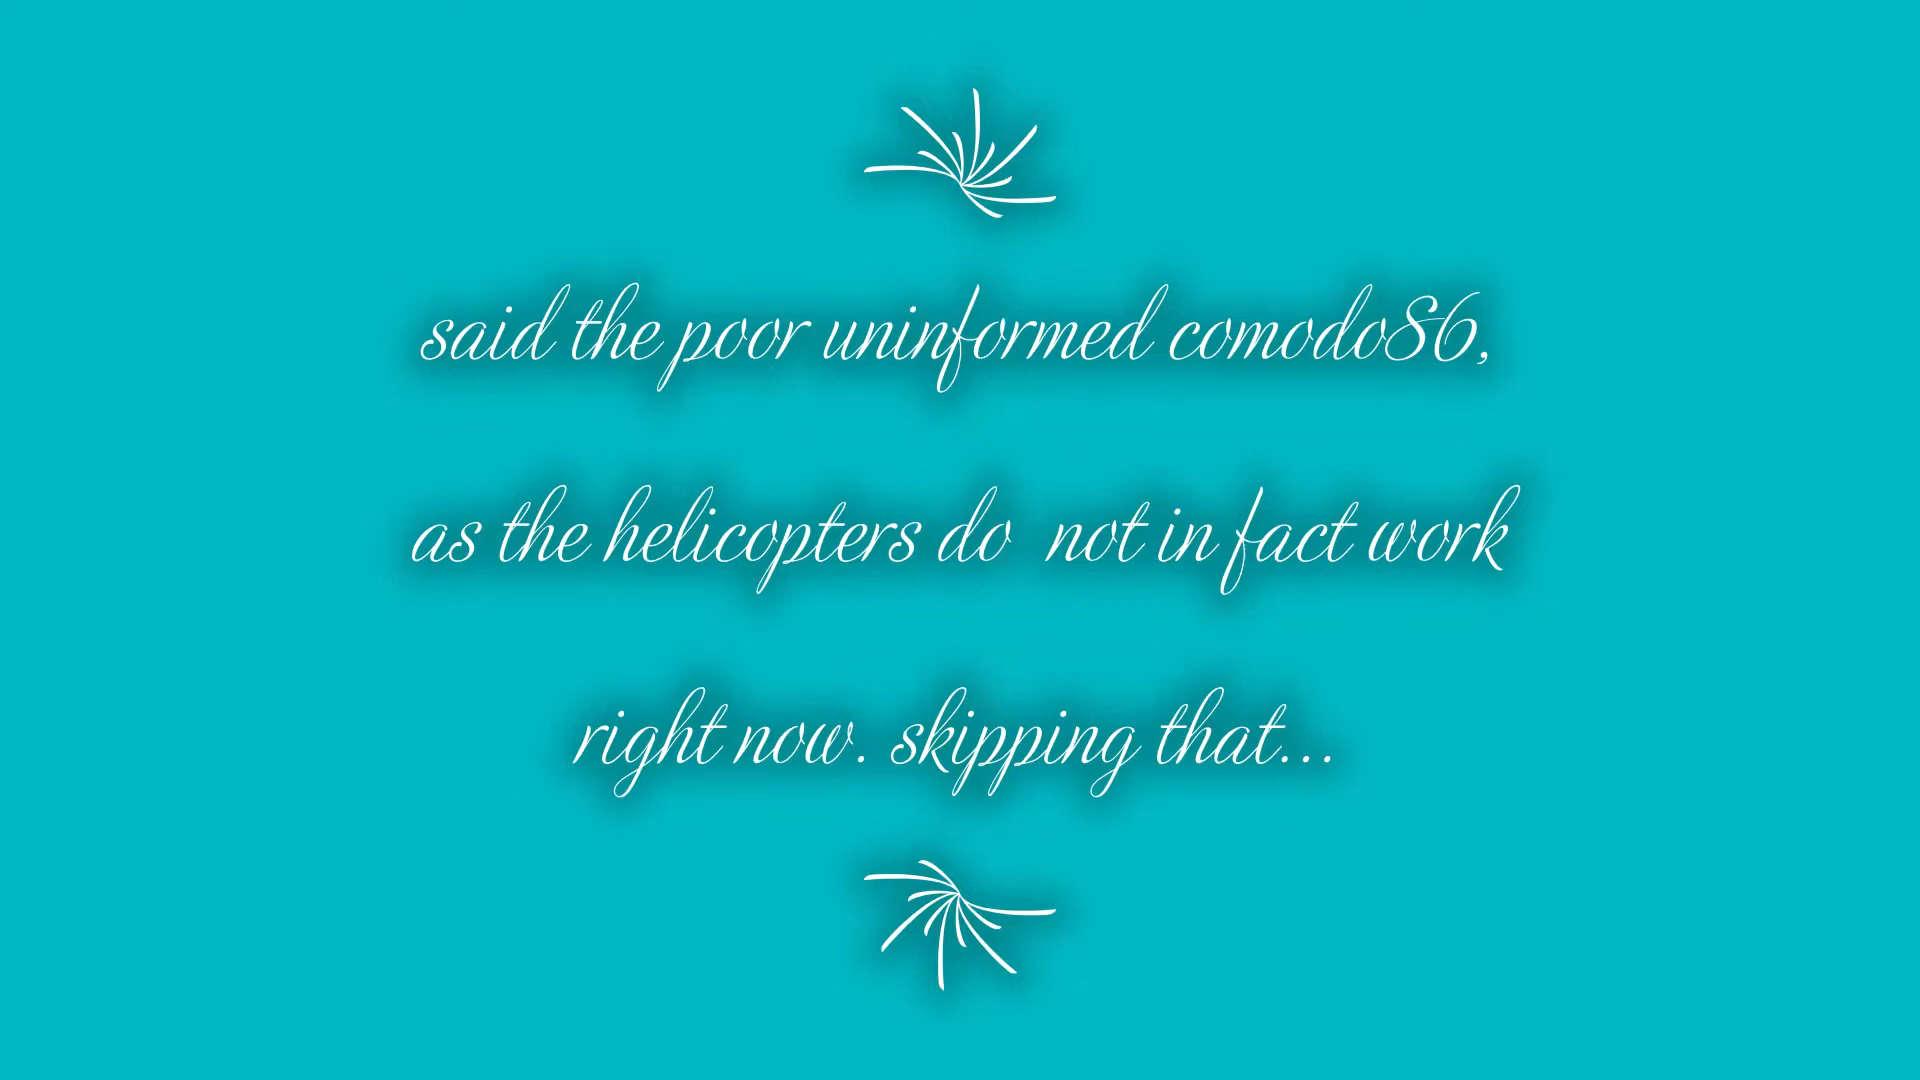 said the poor uninformed comodo86,
as the helicopters do  not in fact work
right now. skipping that...